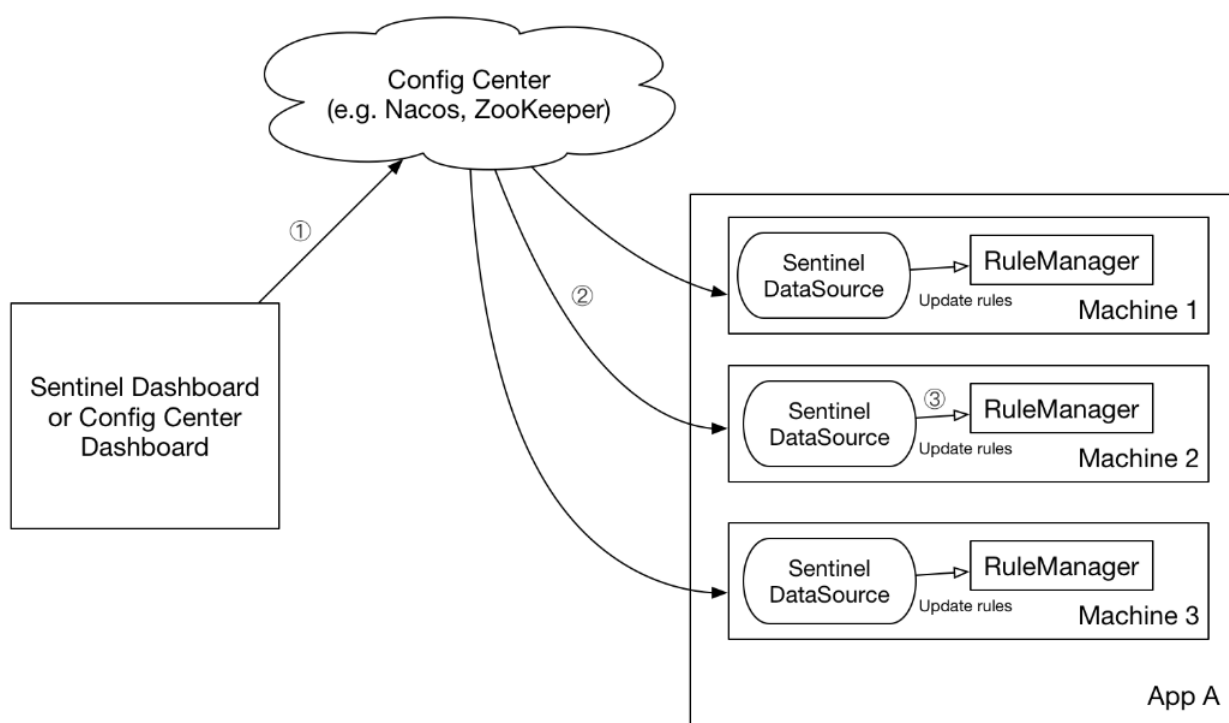 Config Center
(e.g. Nacos, ZooKeeper)
①
②
Sentinel Dashboard
or Config Center
Dashboard
Sentinel
DataSource
Update rules
RuleManager
Machine 1
Sentinel
DataSource
③
Update rules
RuleManager
Machine 2
Sentinel
DataSource
Update rules
RuleManager
Machine 3
App A